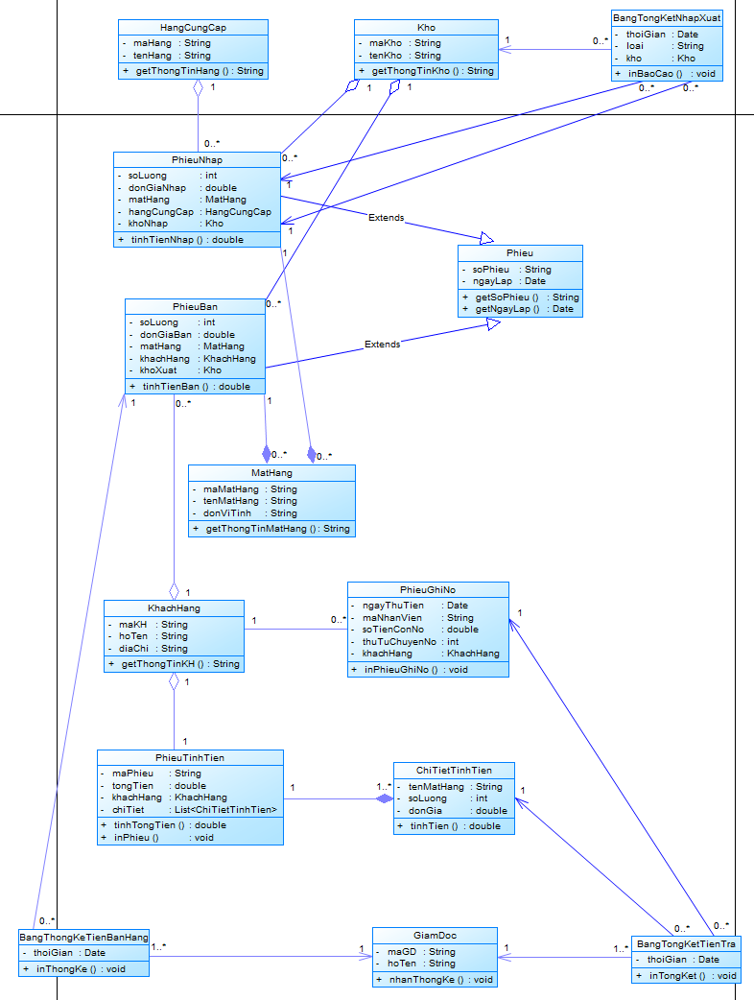 HangCungCap
- maHang : String
- tenHang : String
+ getThongTinHang () : String
1
0..*
Kho
- maKho : String
- tenKho : String
+ getThongTinKho () : String
1
1
1
0..*
BangTongKetNhapXuat
- thoiGian : Date
- loai : String
- kho : Kho
+ inBaoCao () : void
0..*
0..*
PhieuNhap
- soLuong : int
- donGiaNhap : double
- matHang : MatHang
- hangCungCap : HangCungCap
- khoNhap : Kho
+ tinhTienNhap () : double
0..*
1
1
1
Extends
Phieu
- soPhieu : String
- ngayLap : Date
+ getSoPhieu () : String
+ getNgayLap () : Date
PhieuBan
- soLuong : int
- donGiaBan : double
- matHang : MatHang
- khachHang : KhachHang
- khoXuat : Kho
+ tinhTienBan () : double
0..*
Extends
1
0..*
1
0..*
0..*
MatHang
- maMatHang : String
- tenMatHang : String
- donViTinh : String
+ getThongTinMatHang () : String
1
KhachHang
- maKH : String
- hoTen : String
- diaChi : String
+ getThongTinKH () : String
1
0..*
PhieuGhiNo
- ngayThuTien : Date
- maNhanVien : String
- soTienConNo : double
- thuTuChuyenNo : int
- khachHang : KhachHang
+ inPhieuGhiNo () : void
1
1
1
PhieuTinhTien
- maPhieu : String
- tongTien : double
- khachHang : KhachHang
- chiTiet : List<ChiTietTinhTien>
+ tinhTongTien () : double
+ inPhieu () : void
1
1..*
ChiTietTinhTien
- tenMatHang : String
- soLuong : int
- donGia : double
+ tinhTien () : double
1
0..*
BangThongKeTienBanHang
- thoiGian : Date
+ inThongKe () : void
1..*
1
GiamDoc
- maGD : String
- hoTen : String
+ nhanThongKe () : void
1
1..*
0..*
0..*
BangTongKetTienTra
- thoiGian : Date
+ inTongKet () : void